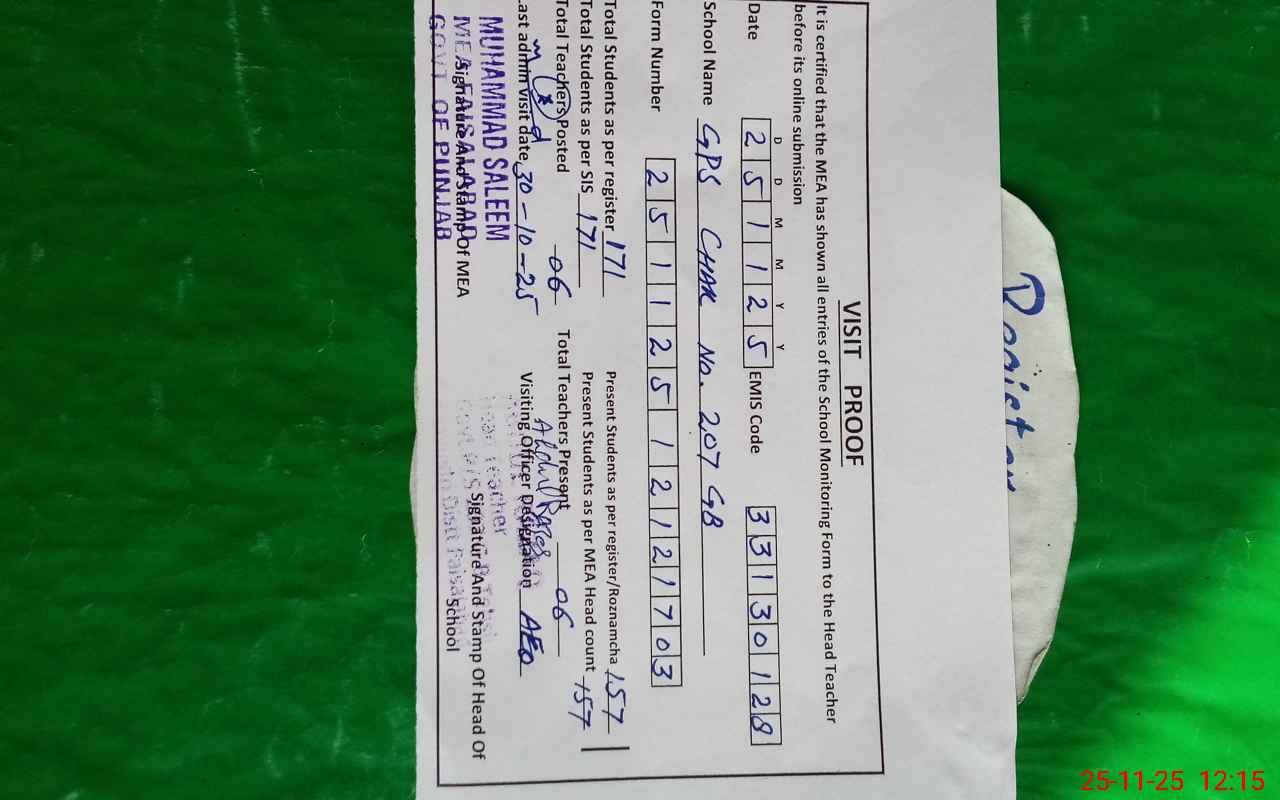 VISIT PROOF
It is certified that the MEA has shown all entries of the School Monitoring Form to the Head Teacher
before its online submission
D D M M Y Y
Date 2 5 1 1 2 5 EMIS Code 3 3 1 3 0 1 2 8
School Name GPS CHAK No. 207 GB
Form Number 2 5 1 1 2 5 1 2 1 2 1 7 0 3
Total Students as per register 171 Present Students as per register/Roznamcha 157
Total Students as per SIS 171 Present Students as per MEA Head count 157
Total Teachers Posted 06 Total Teachers Present 06
Last admin visit date 30-10-25 Visiting Officer Designation AEO
MUHAMMAD SALEEM
MEA FAISALABAD
GOVT OF PUNJAB
Signature And Stamp Of MEA
Head Teacher
Signature And Stamp Of Head Of
School
25-11-25 12:15